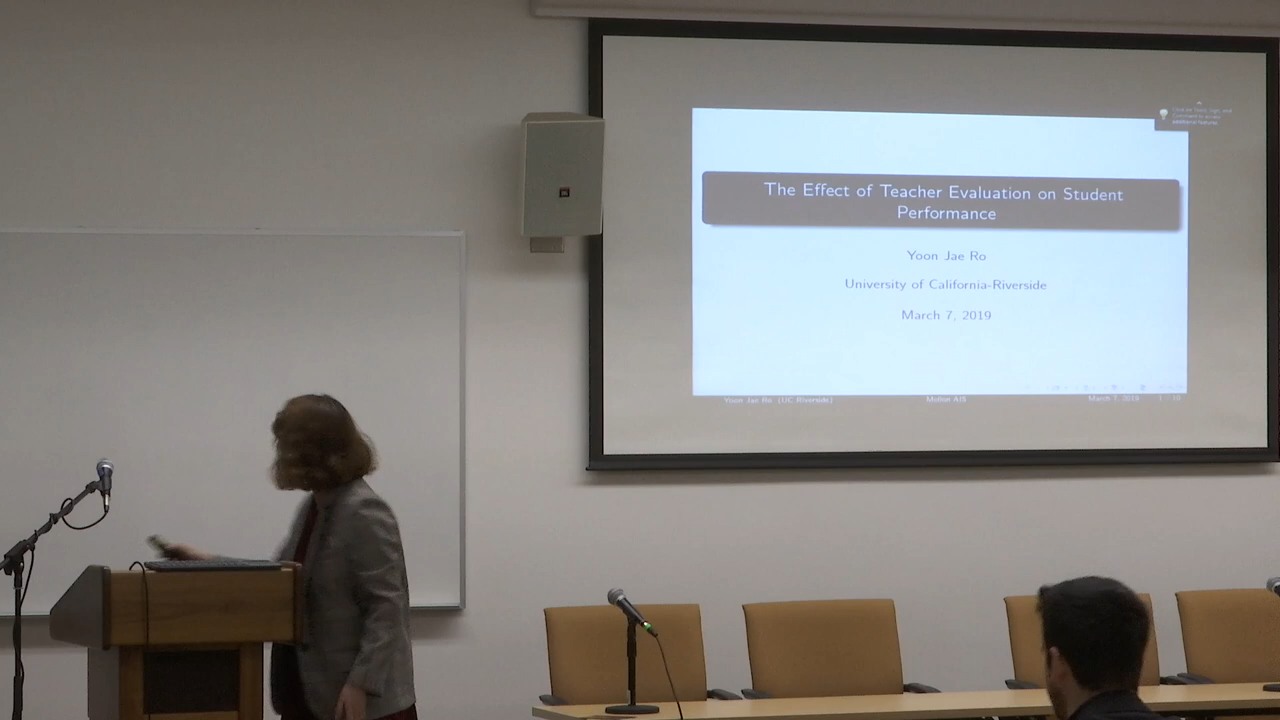 The Effect of Teacher Evaluation on Student
Performance
Yoon Jae Ro
University of California-Riverside
March 7, 2019
Yoon Jae Ro (UC Riverside)
March 7, 2019